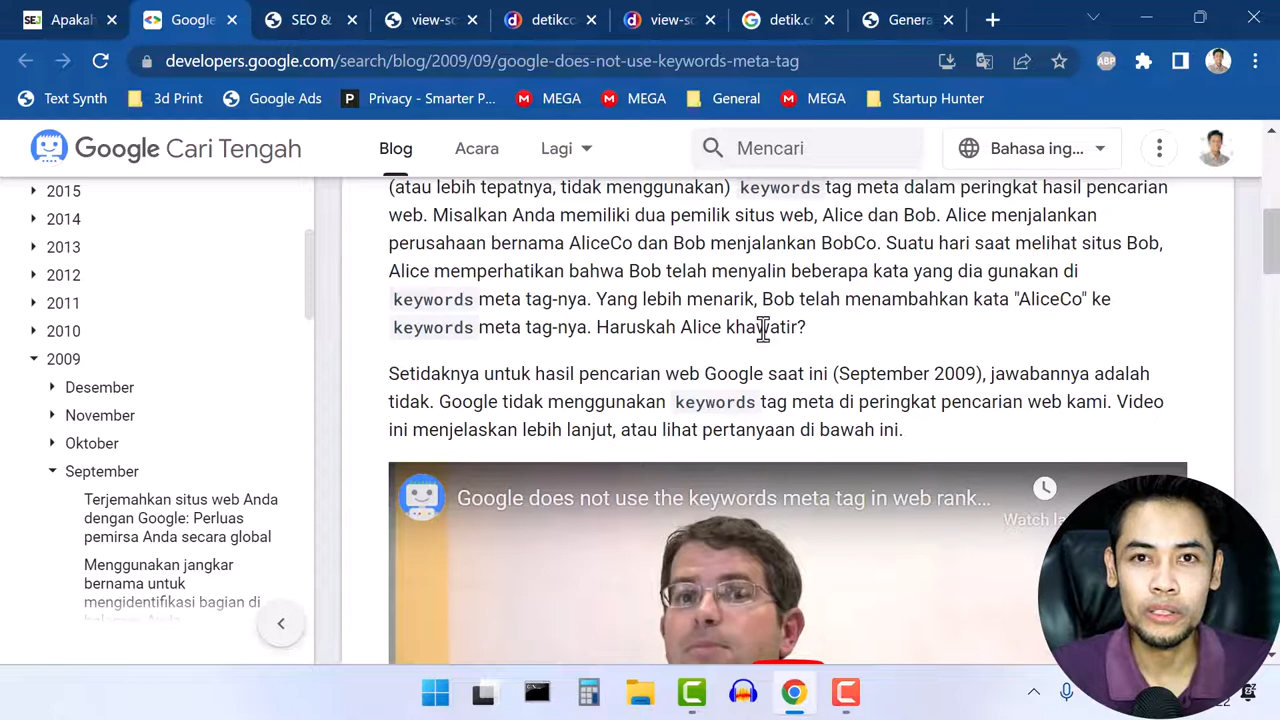 SEJ Apakah
Google
SEO &
view-sc
detikcc
view-sc
detik.c
Genera
developers.google.com/search/blog/2009/09/google-does-not-use-keywords-meta-tag
ABP
Text Synth
3d Print
Google Ads
P Privacy - Smarter P...
MEGA
MEGA
General
MEGA
Startup Hunter
Google Cari Tengah
Blog
Acara
Lagi
Mencari
Bahasa ing...
2015
2014
2013
2012
2011
2010
2009
Desember
November
Oktober
September
Terjemahkan situs web Anda
dengan Google: Perluas
pemirsa Anda secara global
Menggunakan jangkar
bernama untuk
mengidentifikasi bagian di
(atau lebih tepatnya, tidak menggunakan) keywords tag meta dalam peringkat hasil pencarian
web. Misalkan Anda memiliki dua pemilik situs web, Alice dan Bob. Alice menjalankan
perusahaan bernama AliceCo dan Bob menjalankan BobCo. Suatu hari saat melihat situs Bob,
Alice memperhatikan bahwa Bob telah menyalin beberapa kata yang dia gunakan di
keywords meta tag-nya. Yang lebih menarik, Bob telah menambahkan kata "AliceCo" ke
keywords meta tag-nya. Haruskah Alice khawatir?
Setidaknya untuk hasil pencarian web Google saat ini (September 2009), jawabannya adalah
tidak. Google tidak menggunakan keywords tag meta di peringkat pencarian web kami. Video
ini menjelaskan lebih lanjut, atau lihat pertanyaan di bawah ini.
Google does not use the keywords meta tag in web rank...
Watch la